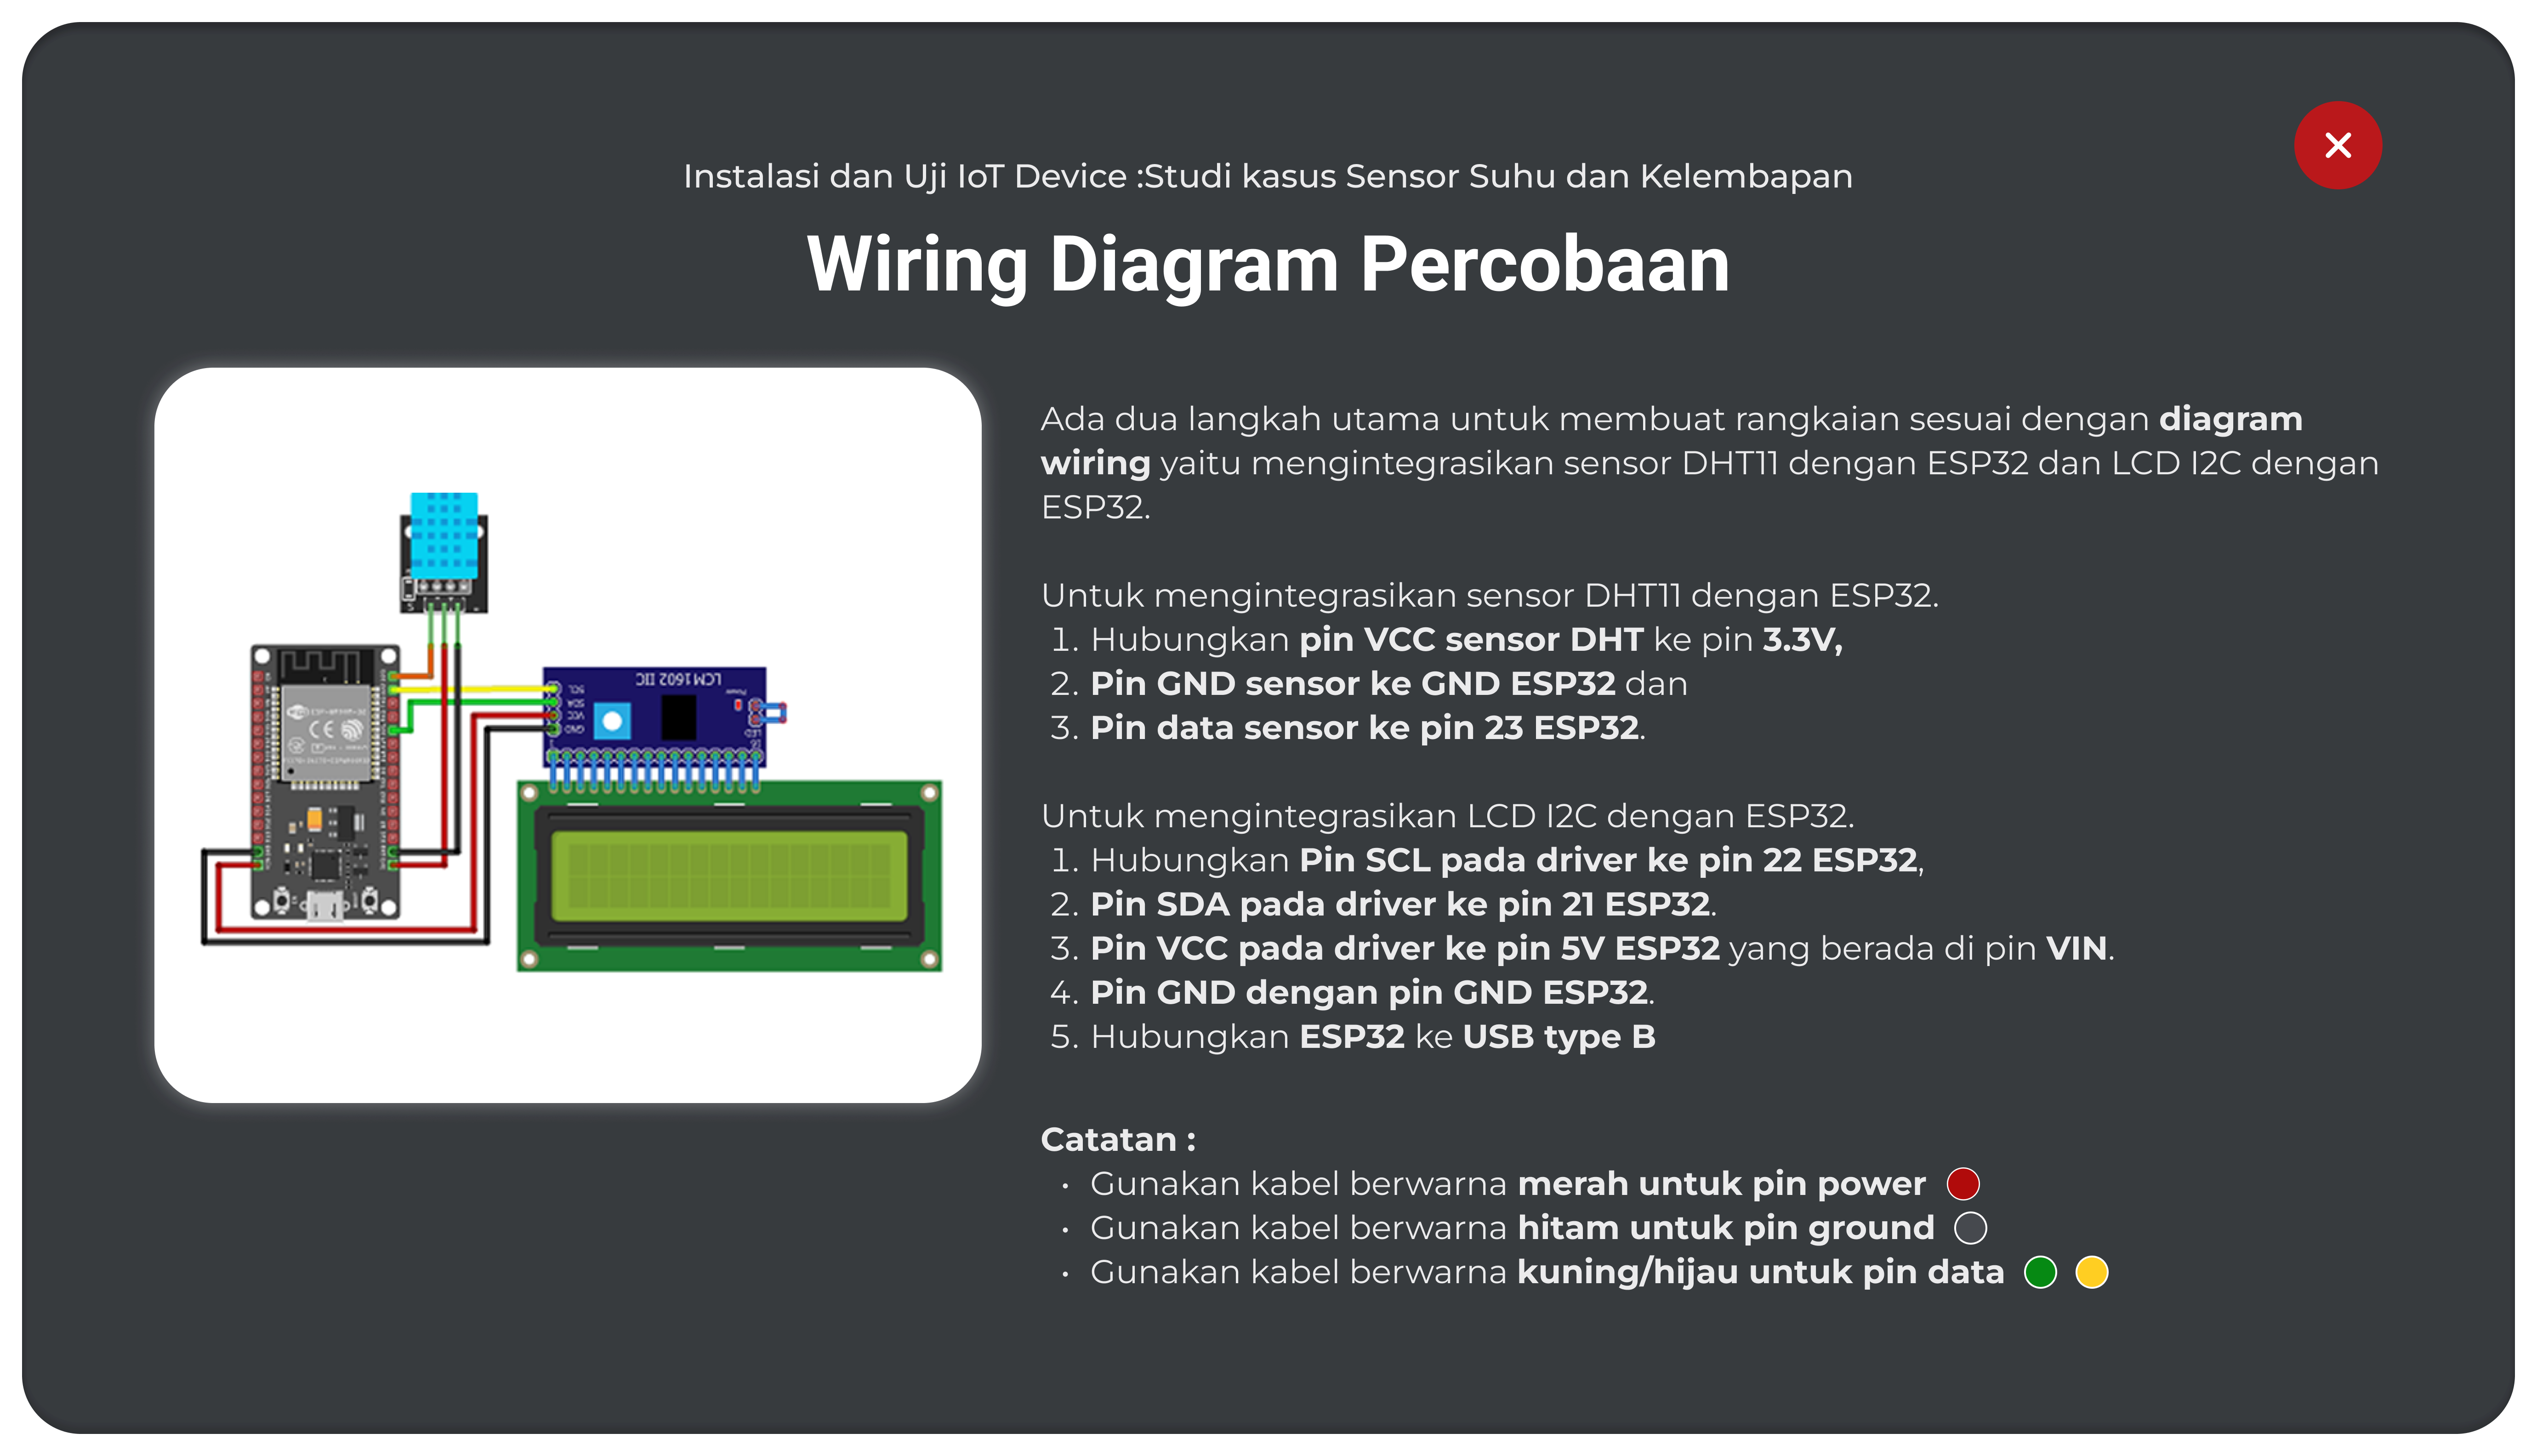 Instalasi dan Uji IoT Device :Studi kasus Sensor Suhu dan Kelembapan
Wiring Diagram Percobaan
Ada dua langkah utama untuk membuat rangkaian sesuai dengan diagram
wiring yaitu mengintegrasikan sensor DHT11 dengan ESP32 dan LCD I2C dengan
ESP32.
Untuk mengintegrasikan sensor DHT11 dengan ESP32.
1. Hubungkan pin VCC sensor DHT ke pin 3.3V,
2. Pin GND sensor ke GND ESP32 dan
3. Pin data sensor ke pin 23 ESP32.
Untuk mengintegrasikan LCD I2C dengan ESP32.
1. Hubungkan Pin SCL pada driver ke pin 22 ESP32,
2. Pin SDA pada driver ke pin 21 ESP32.
3. Pin VCC pada driver ke pin 5V ESP32 yang berada di pin VIN.
4. Pin GND dengan pin GND ESP32.
5. Hubungkan ESP32 ke USB type B
Catatan :
• Gunakan kabel berwarna merah untuk pin power
• Gunakan kabel berwarna hitam untuk pin ground
• Gunakan kabel berwarna kuning/hijau untuk pin data
LCM1602 IIC
SCL
SDA
VCC
GND
Power
LED